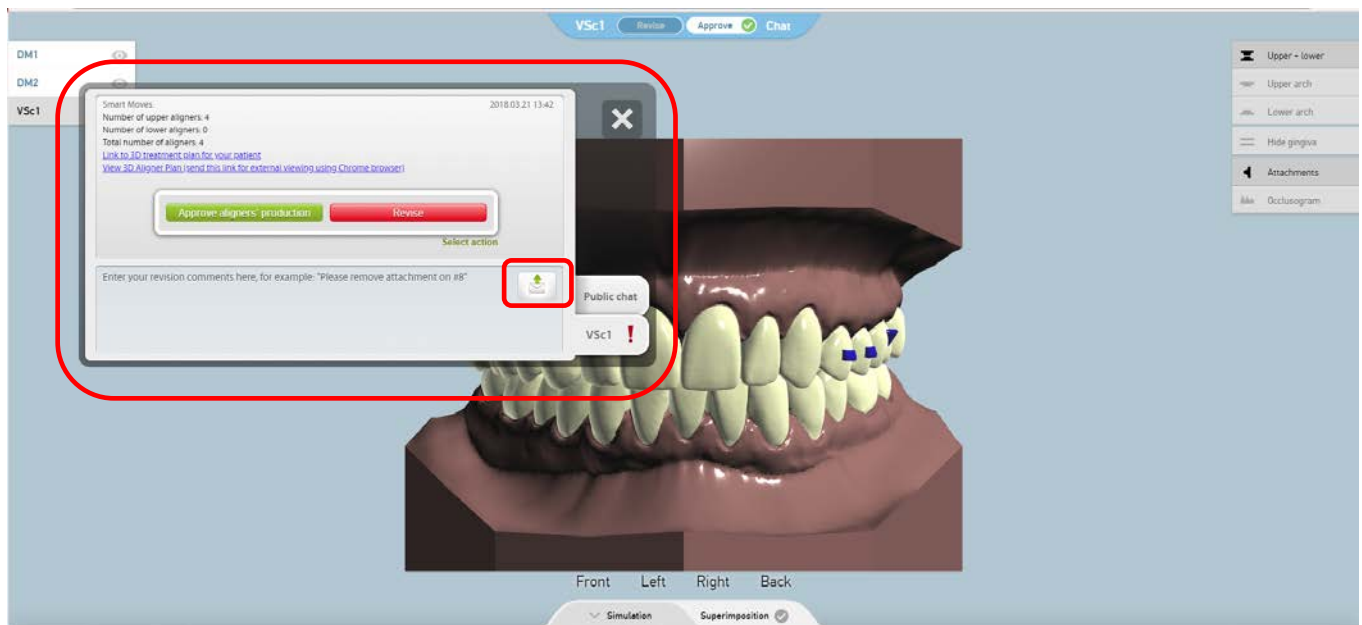 VSc1 Revise Approve Chat
DM1
DM2
VSc1
Smart Moves 2018.03.21 13:42
Number of upper aligners: 4
Number of lower aligners: 0
Total number of aligners: 4
Link to 3D treatment plan for your patient
View 3D Aligner Plan (send this link for external viewing using Chrome browser)
Approve aligners' production Revise
Select action
Enter your revision comments here, for example: "Please remove attachment on #8"
Public chat
VSc1 !
Upper + lower
Upper arch
Lower arch
Hide gingiva
Attachments
Occlusogram
Front Left Right Back
Simulation Superimposition